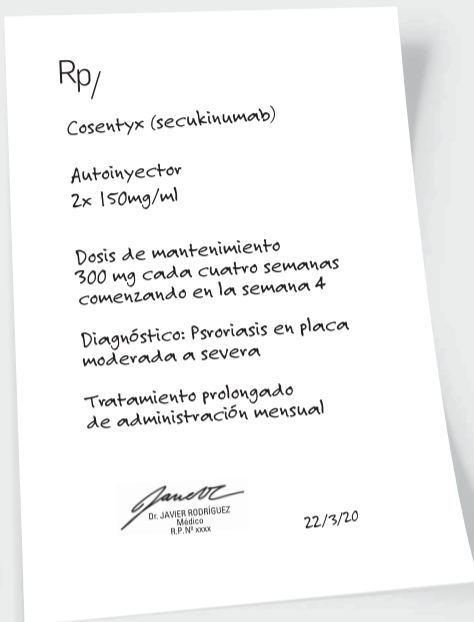 Rp/
Cosentyx (secukinumab)
Autoinyector
2x 150mg/ml
Dosis de mantenimiento
300 mg cada cuatro semanas
comenzando en la semana 4
Diagnóstico: Psroriasis en placa
moderada a severa
Tratamiento prolongado
de administración mensual
Dr. JAVIER RODRÍGUEZ
Médico
R.P.Nº xxxx
22/3/20